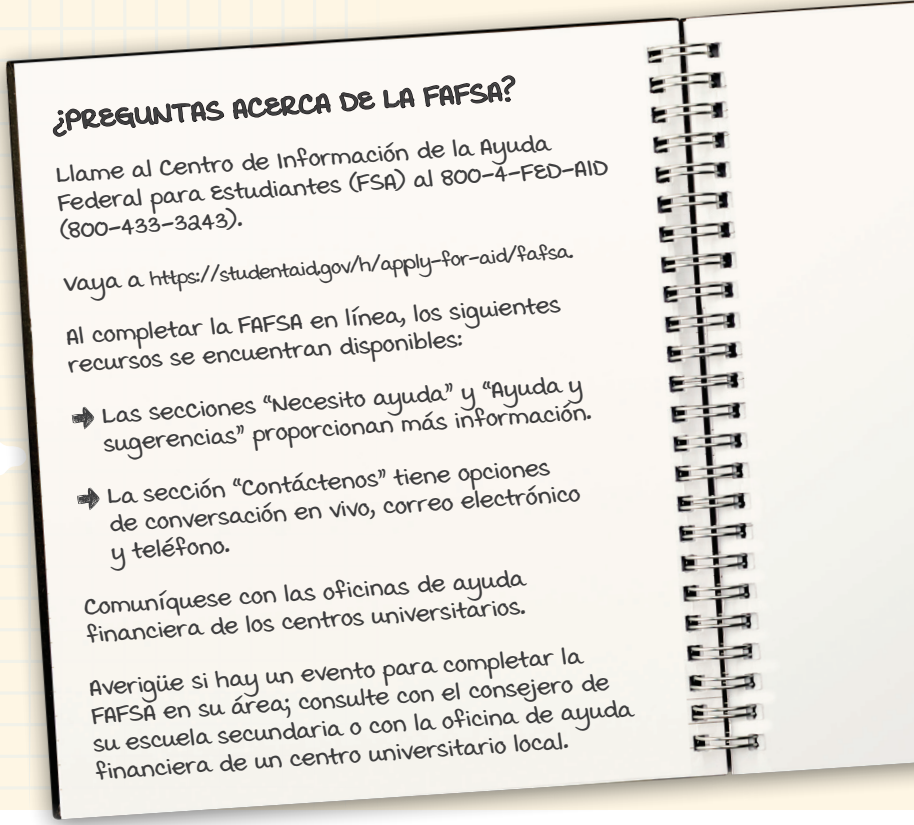 ¿PREGUNTAS ACERCA DE LA FAFSA?
Llame al Centro de Información de la Ayuda
Federal para Estudiantes (FSA) al 800-4-FED-AID
(800-433-3243).
Vaya a https://studentaid.gov/h/apply-for-aid/fafsa.
Al completar la FAFSA en línea, los siguientes
recursos se encuentran disponibles:
Las secciones “Necesito ayuda” y “Ayuda y
sugerencias” proporcionan más información.
La sección “Contáctenos” tiene opciones
de conversación en vivo, correo electrónico
y teléfono.
Comuníquese con las oficinas de ayuda
financiera de los centros universitarios.
Averigüe si hay un evento para completar la
FAFSA en su área; consulte con el consejero de
su escuela secundaria o con la oficina de ayuda
financiera de un centro universitario local.